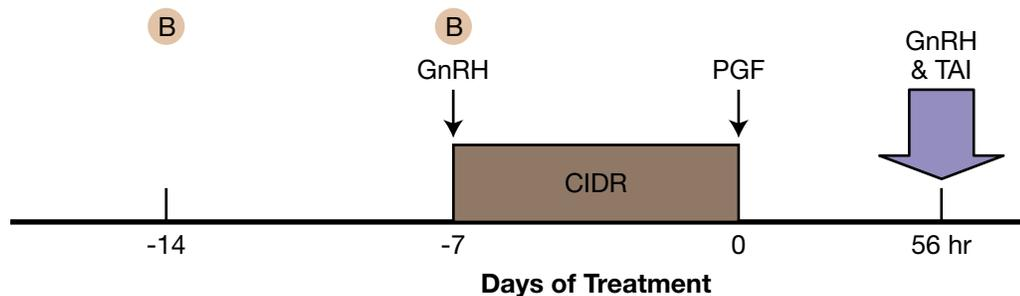 B
B
GnRH
PGF
GnRH
& TAI
CIDR
-14
-7
0
56 hr
Days of Treatment